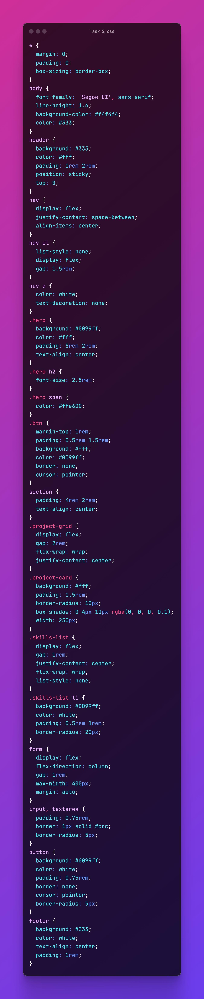 Task_2_css
* {
  margin: 0;
  padding: 0;
  box-sizing: border-box;
}
body {
  font-family: 'Segoe UI', sans-serif;
  line-height: 1.6;
  background-color: #f4f4f4;
  color: #333;
}
header {
  background: #333;
  color: #fff;
  padding: 1rem 2rem;
  position: sticky;
  top: 0;
}
nav {
  display: flex;
  justify-content: space-between;
  align-items: center;
}
nav ul {
  list-style: none;
  display: flex;
  gap: 1.5rem;
}
nav a {
  color: white;
  text-decoration: none;
}
.hero {
  background: #0099ff;
  color: #fff;
  padding: 5rem 2rem;
  text-align: center;
}
.hero h2 {
  font-size: 2.5rem;
}
.hero span {
  color: #ffe600;
}
.btn {
  margin-top: 1rem;
  padding: 0.5rem 1.5rem;
  background: #fff;
  color: #0099ff;
  border: none;
  cursor: pointer;
}
section {
  padding: 4rem 2rem;
  text-align: center;
}
.project-grid {
  display: flex;
  gap: 2rem;
  flex-wrap: wrap;
  justify-content: center;
}
.project-card {
  background: #fff;
  padding: 1.5rem;
  border-radius: 10px;
  box-shadow: 0 4px 10px rgba(0, 0, 0, 0.1);
  width: 250px;
}
.skills-list {
  display: flex;
  gap: 1rem;
  justify-content: center;
  flex-wrap: wrap;
  list-style: none;
}
.skills-list li {
  background: #0099ff;
  color: white;
  padding: 0.5rem 1rem;
  border-radius: 20px;
}
form {
  display: flex;
  flex-direction: column;
  gap: 1rem;
  max-width: 400px;
  margin: auto;
}
input, textarea {
  padding: 0.75rem;
  border: 1px solid #ccc;
  border-radius: 5px;
}
button {
  background: #0099ff;
  color: white;
  padding: 0.75rem;
  border: none;
  cursor: pointer;
  border-radius: 5px;
}
footer {
  background: #333;
  color: white;
  text-align: center;
  padding: 1rem;
}